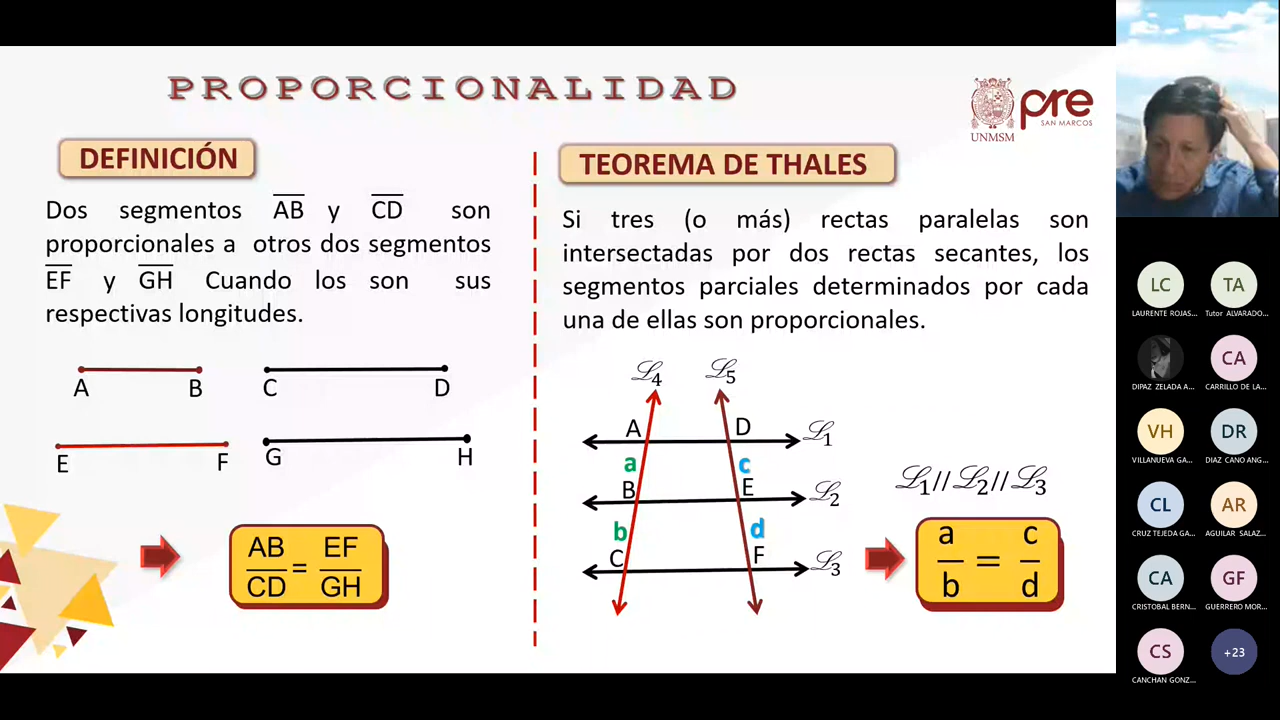 PROPORCIONALIDAD
UNMSM
pre
SAN MARCOS
DEFINICIÓN
Dos segmentos AB y CD son
proporcionales a otros dos segmentos
EF y GH Cuando los son sus
respectivas longitudes.
A B C D
E F G H
AB/CD = EF/GH
TEOREMA DE THALES
Si tres (o más) rectas paralelas son
intersectadas por dos rectas secantes, los
segmentos parciales determinados por cada
una de ellas son proporcionales.
ℒ4 ℒ5
A D ℒ1
a c
B E ℒ2
b d
C F ℒ3
ℒ1//ℒ2//ℒ3
a/b = c/d
LC TA
LAURENTE ROJAS... Tutor ALVARADO...
CA
DIPAZ ZELADA A... CARRILLO DE LA...
VH DR
VILLANUEVA GA... DIAZ CANO ANG...
CL AR
CRUZ TEJEDA GA... AGUILAR SALAZ...
CA GF
CRISTOBAL BERN... GUERRERO MOR...
CS +23
CANCHAN GONZ...